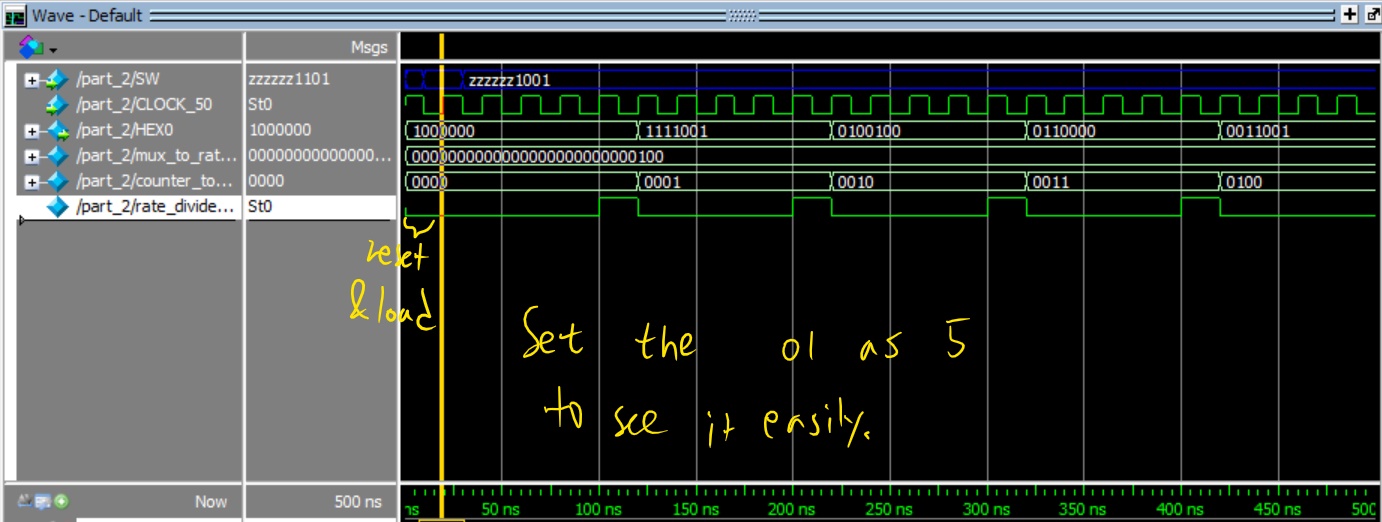 Wave - Default
Msgs
/part_2/SW zzzzzz1101 zzzzzz1001
/part_2/CLOCK_50 St0
/part_2/HEX0 1000000 1000000 1111001 0100100 0110000 0011001
/part_2/mux_to_rat... 00000000000000... 0000000000000000000000000100
/part_2/counter_to... 0000 0000 0001 0010 0011 0100
/part_2/rate_divide... St0
reset
& load
Set the 01 as 5
to see it easily.
Now 500 ns ns 50 ns 100 ns 150 ns 200 ns 250 ns 300 ns 350 ns 400 ns 450 ns 500